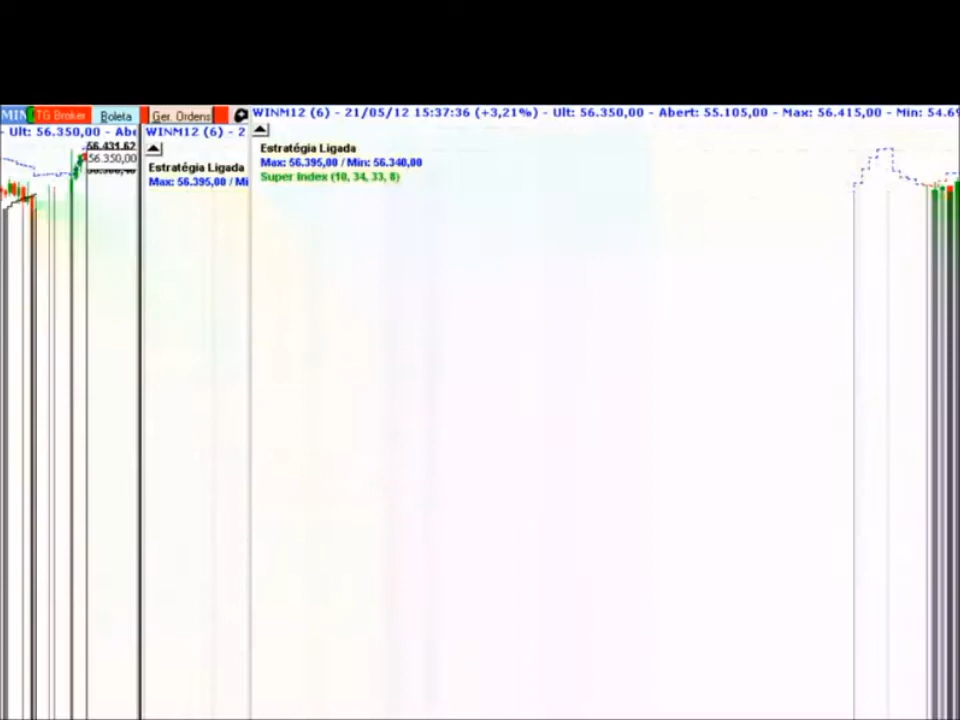 MIN TG Broker Boleta Ger. Ordens
WINM12 (6) - 21/05/12 15:37:36 (+3,21%) - Ult: 56.350,00 - Abert: 55.105,00 - Max: 56.415,00 - Min: 54.69
- Ult: 56.350,00 - Abe
WINM12 (6) - 2
56.431,62
56.350,00
Estratégia Ligada
Max: 56.395,00 / Mi
Estratégia Ligada
Max: 56.395,00 / Min: 56.340,00
Super Index (10, 34, 33, 8)